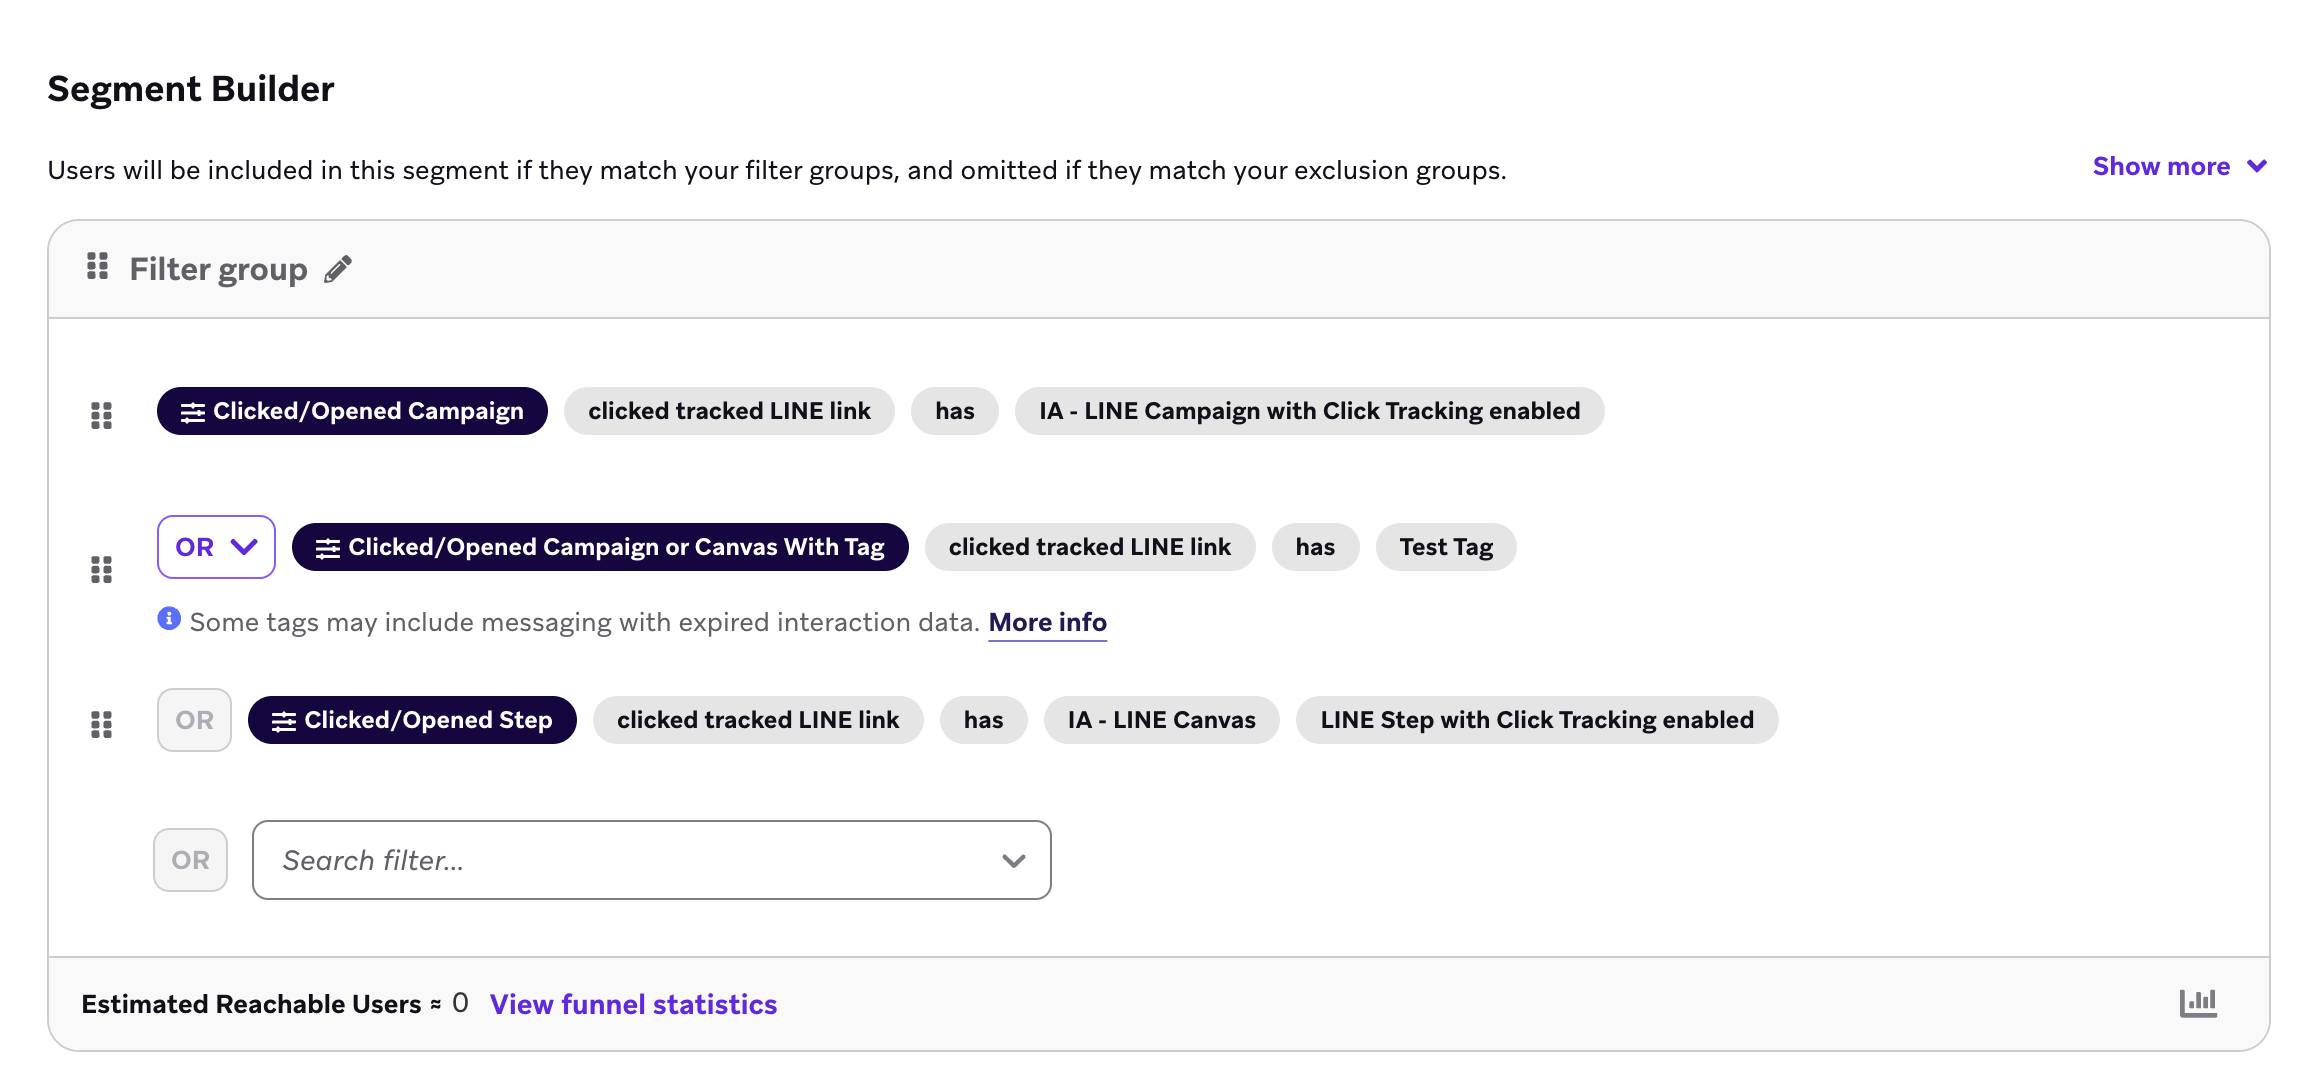 Segment Builder
Users will be included in this segment if they match your filter groups, and omitted if they match your exclusion groups. Show more
Filter group
Clicked/Opened Campaign clicked tracked LINE link has IA - LINE Campaign with Click Tracking enabled
OR Clicked/Opened Campaign or Canvas With Tag clicked tracked LINE link has Test Tag
Some tags may include messaging with expired interaction data. More info
OR Clicked/Opened Step clicked tracked LINE link has IA - LINE Canvas LINE Step with Click Tracking enabled
OR Search filter...
Estimated Reachable Users ≈ 0 View funnel statistics